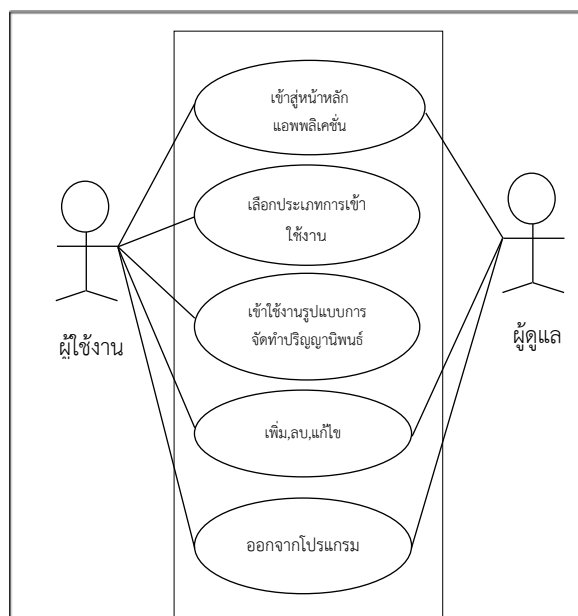 เข้าสู่หน้าหลัก
แอพพลิเคชั่น
เลือกประเภทการเข้า
ใช้งาน
เข้าใช้งานรูปแบบการ
จัดทำปริญญานิพนธ์
ผู้ใช้งาน
ผู้ดูแล
เพิ่ม,ลบ,แก้ไข
ออกจากโปรแกรม